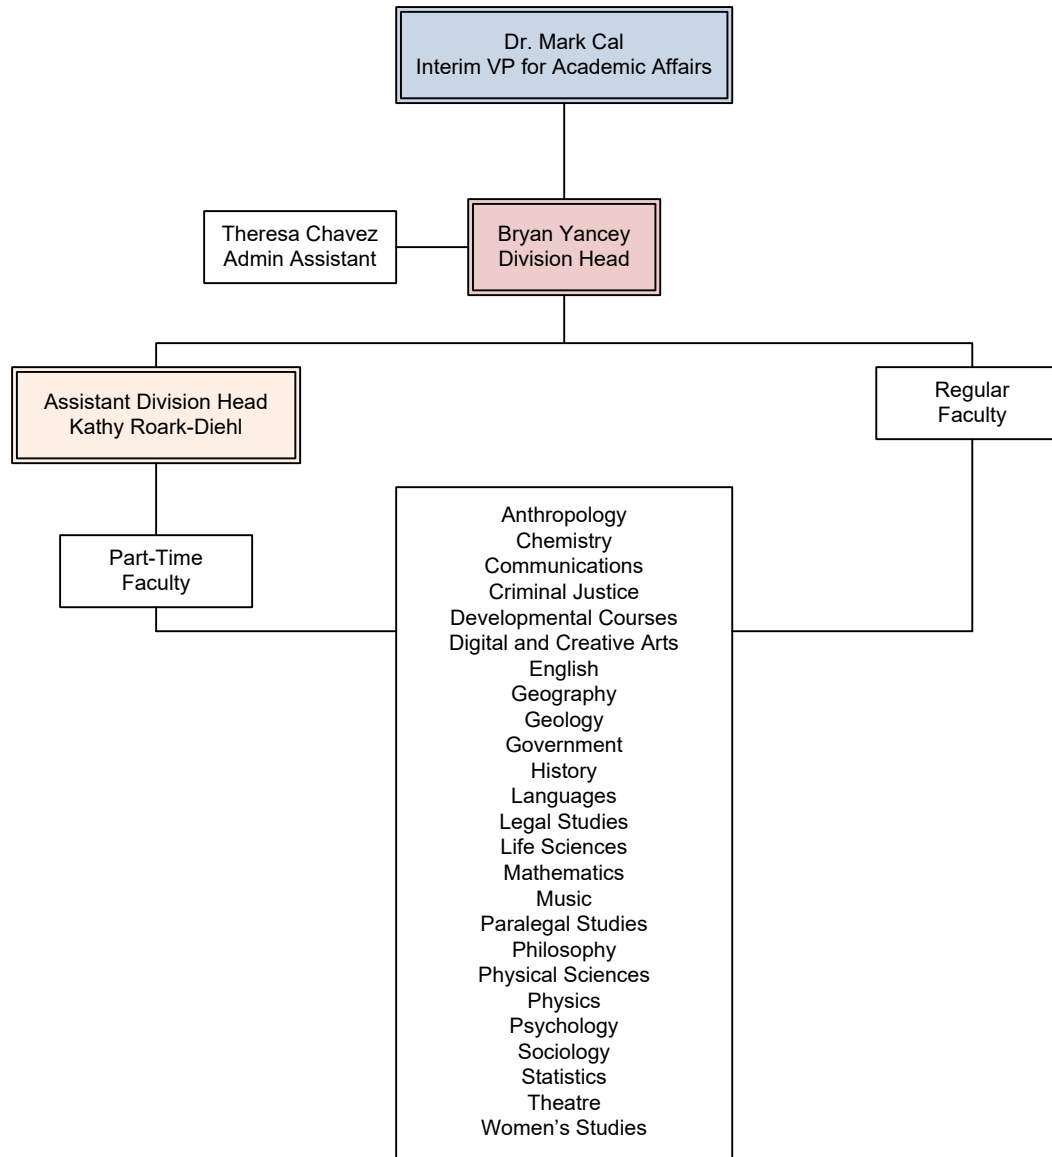 Dr. Mark Cal
Interim VP for Academic Affairs
Theresa Chavez
Admin Assistant
Bryan Yancey
Division Head
Assistant Division Head
Kathy Roark-Diehl
Regular
Faculty
Part-Time
Faculty
Anthropology
Chemistry
Communications
Criminal Justice
Developmental Courses
Digital and Creative Arts
English
Geography
Geology
Government
History
Languages
Legal Studies
Life Sciences
Mathematics
Music
Paralegal Studies
Philosophy
Physical Sciences
Physics
Psychology
Sociology
Statistics
Theatre
Women’s Studies